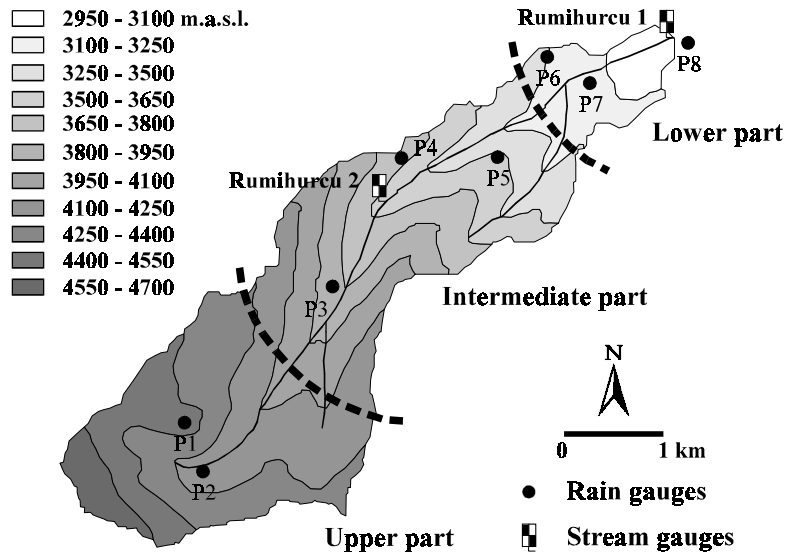 2950 - 3100 m.a.s.l.
3100 - 3250
3250 - 3500
3500 - 3650
3650 - 3800
3800 - 3950
3950 - 4100
4100 - 4250
4250 - 4400
4400 - 4550
4550 - 4700
Rumihurcu 1
P8
P6
P7
Lower part
P4
P5
Rumihurcu 2
Intermediate part
P3
N
P1
0 1 km
P2
Rain gauges
Upper part
Stream gauges